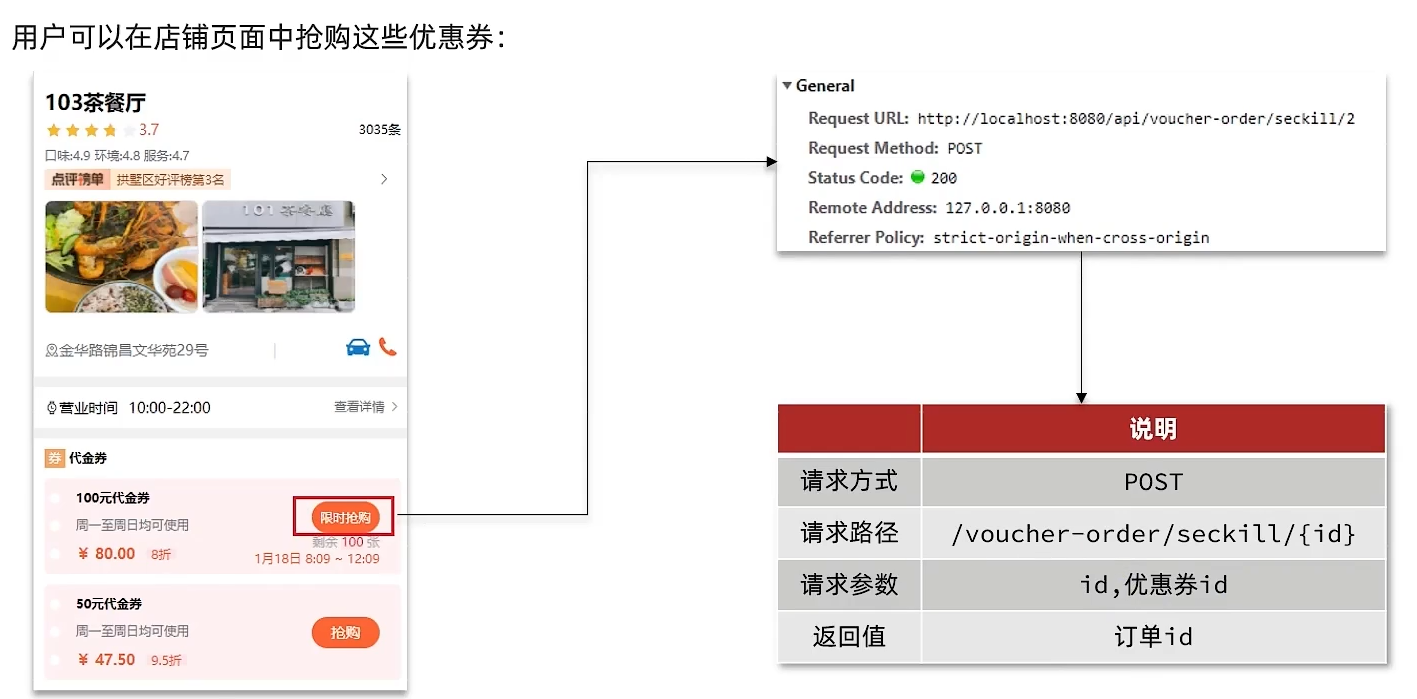 用户可以在店铺页面中抢购这些优惠券：
103茶餐厅
3.7
3035条
口味:4.9 环境:4.8 服务:4.7
点评榜单 拱墅区好评榜第3名
101茶餐厅
金华路锦昌文华苑29号
营业时间 10:00-22:00
查看详情
券 代金券
100元代金券
周一至周日均可使用
￥ 80.00 8折
限时抢购
剩余 100 张
1月18日 8:09 ~ 12:09
50元代金券
周一至周日均可使用
￥ 47.50 9.5折
抢购
General
Request URL: http://localhost:8080/api/voucher-order/seckill/2
Request Method: POST
Status Code: 200
Remote Address: 127.0.0.1:8080
Referrer Policy: strict-origin-when-cross-origin
说明
请求方式 POST
请求路径 /voucher-order/seckill/{id}
请求参数 id,优惠券id
返回值 订单id